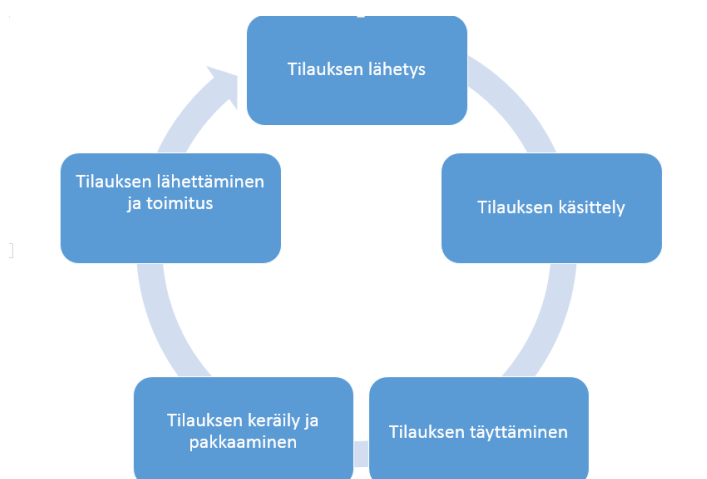 Tilauksen lähetys
Tilauksen käsittely
Tilauksen täyttäminen
Tilauksen keräily ja
pakkaaminen
Tilauksen lähettäminen
ja toimitus